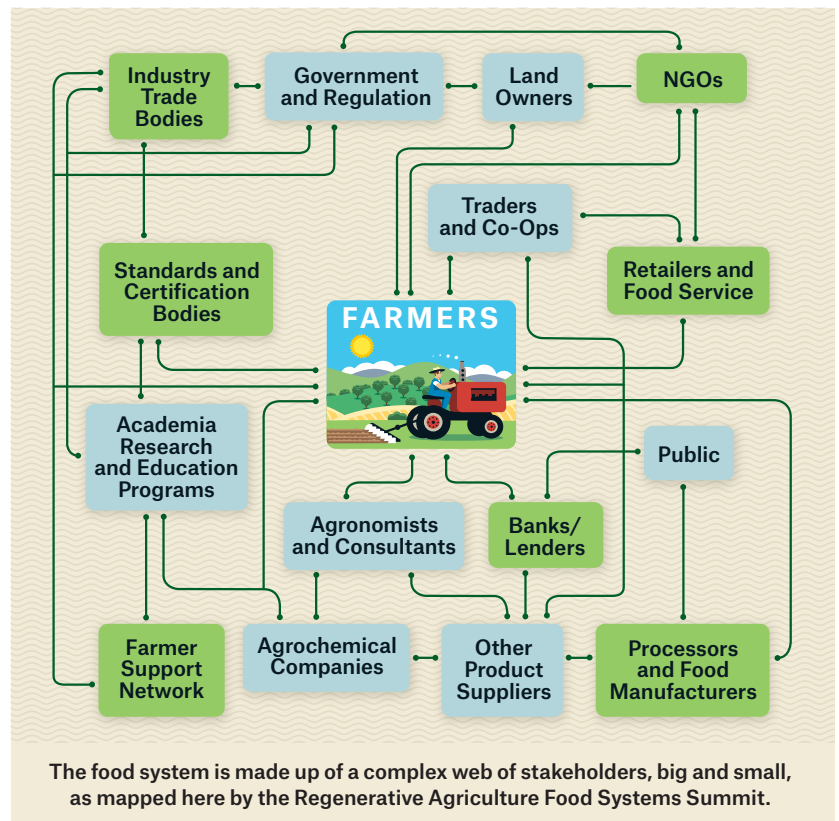 Industry
Trade
Bodies
Government
and Regulation
Land
Owners
NGOs
Traders
and Co-Ops
Standards and
Certification
Bodies
Retailers and
Food Service
FARMERS
Academia
Research
and Education
Programs
Public
Agronomists
and Consultants
Banks/
Lenders
Farmer
Support
Network
Agrochemical
Companies
Other
Product
Suppliers
Processors
and Food
Manufacturers
The food system is made up of a complex web of stakeholders, big and small,
as mapped here by the Regenerative Agriculture Food Systems Summit.